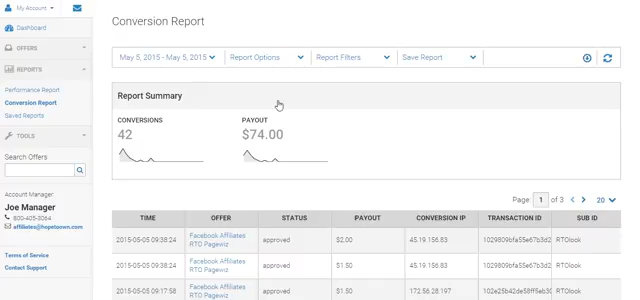 My Account
Conversion Report
Dashboard
OFFERS
REPORTS
Performance Report
Conversion Report
Saved Reports
TOOLS
Search Offers
Account Manager:
Joe Manager
800-405-3064
affiliates@hopetoown.com
Terms of Service
Contact Support
May 5, 2015 - May 5, 2015 Report Options Report Filters Save Report
Report Summary
CONVERSIONS PAYOUT
42 $74.00
Page: 1 of 3 20
TIME OFFER STATUS PAYOUT CONVERSION IP TRANSACTION ID SUB ID
2015-05-05 09:38:24 Facebook Affiliates RTO Pagewiz approved $2.00 45.19.156.83 1029809bfa55e67b3d2 RTOlook
2015-05-05 09:38:24 Facebook Affiliates RTO Pagewiz approved $1.50 45.19.156.83 1029809bfa55e67b3d2 RTOlook
2015-05-05 09:17:58 Facebook Affiliates approved $1.50 172.56.28.197 102e25b42de58ff5eb30 RTOlook